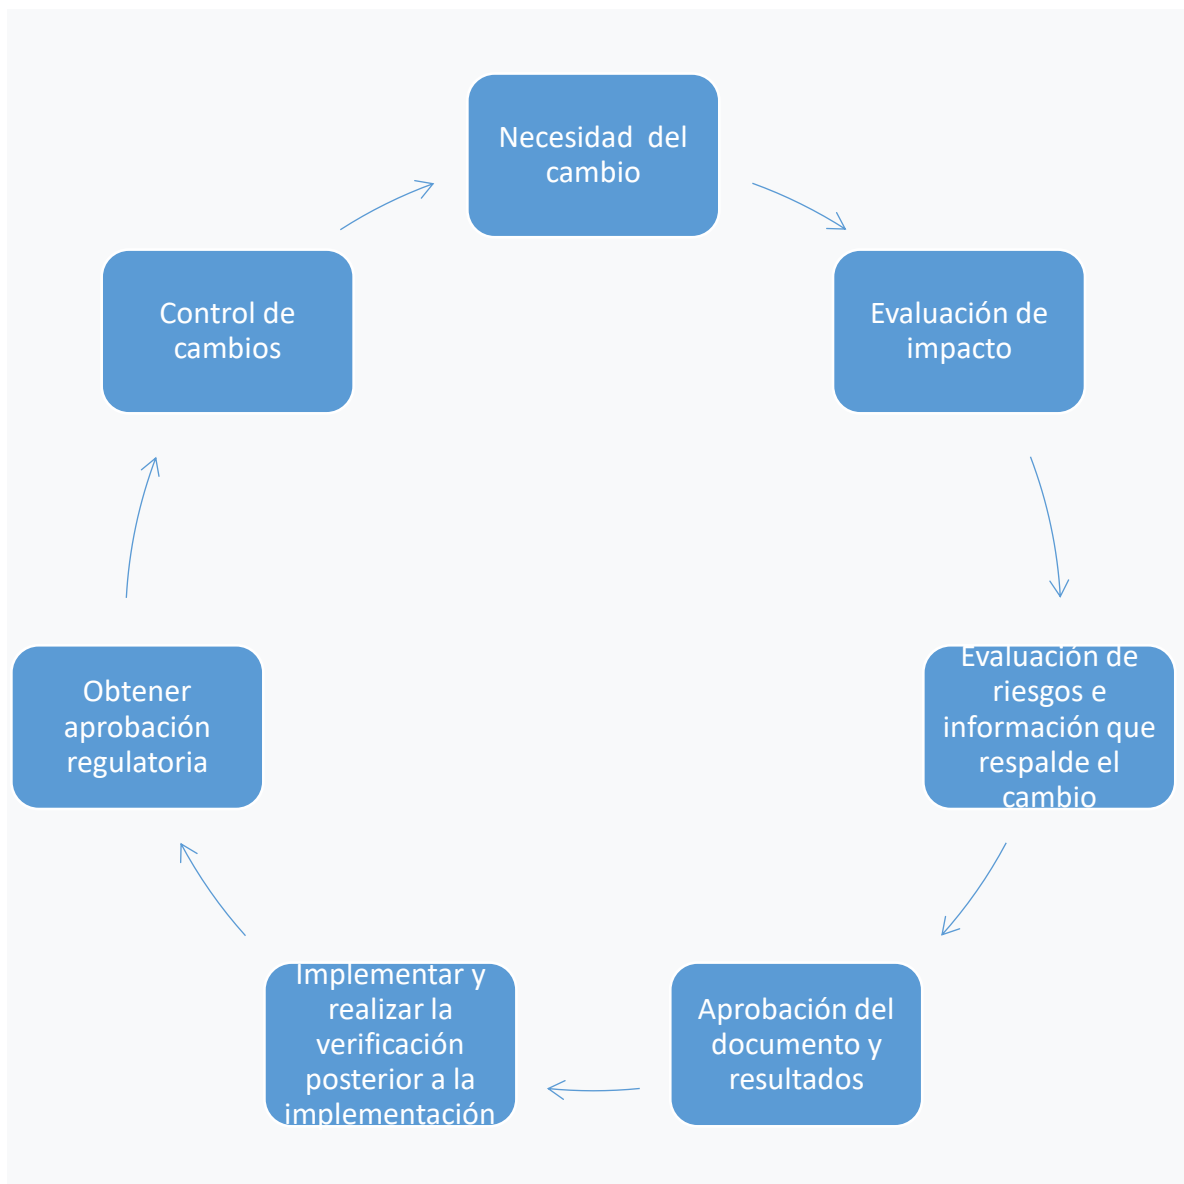 Necesidad  del
cambio
Evaluación de
impacto
Evaluación de
riesgos e
información que
respalde el
cambio
Aprobación del
documento y
resultados
Implementar y
realizar la
verificación
posterior a la
implementación
Obtener
aprobación
regulatoria
Control de
cambios